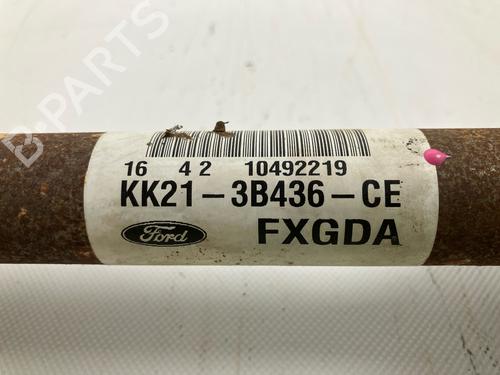 16 4 2 10492219
KK21-3B436-CE
Ford FXGDA
B-PARTS